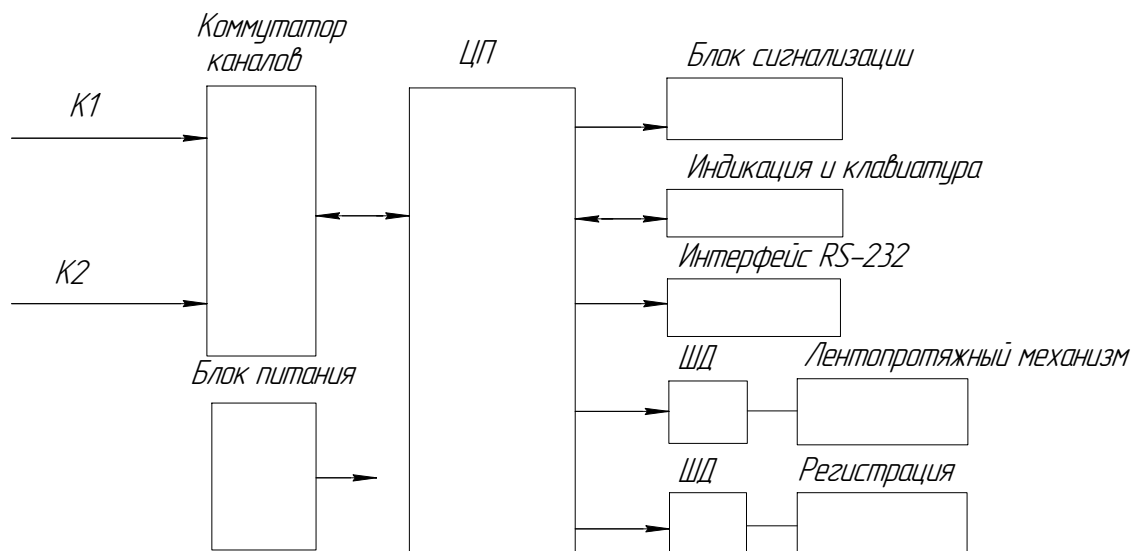 Коммутатор
каналов
ЦП
Блок сигнализации
К1
Индикация и клавиатура
К2
Интерфейс RS-232
Блок питания
ШД
Лентопротяжный механизм
ШД
Регистрация